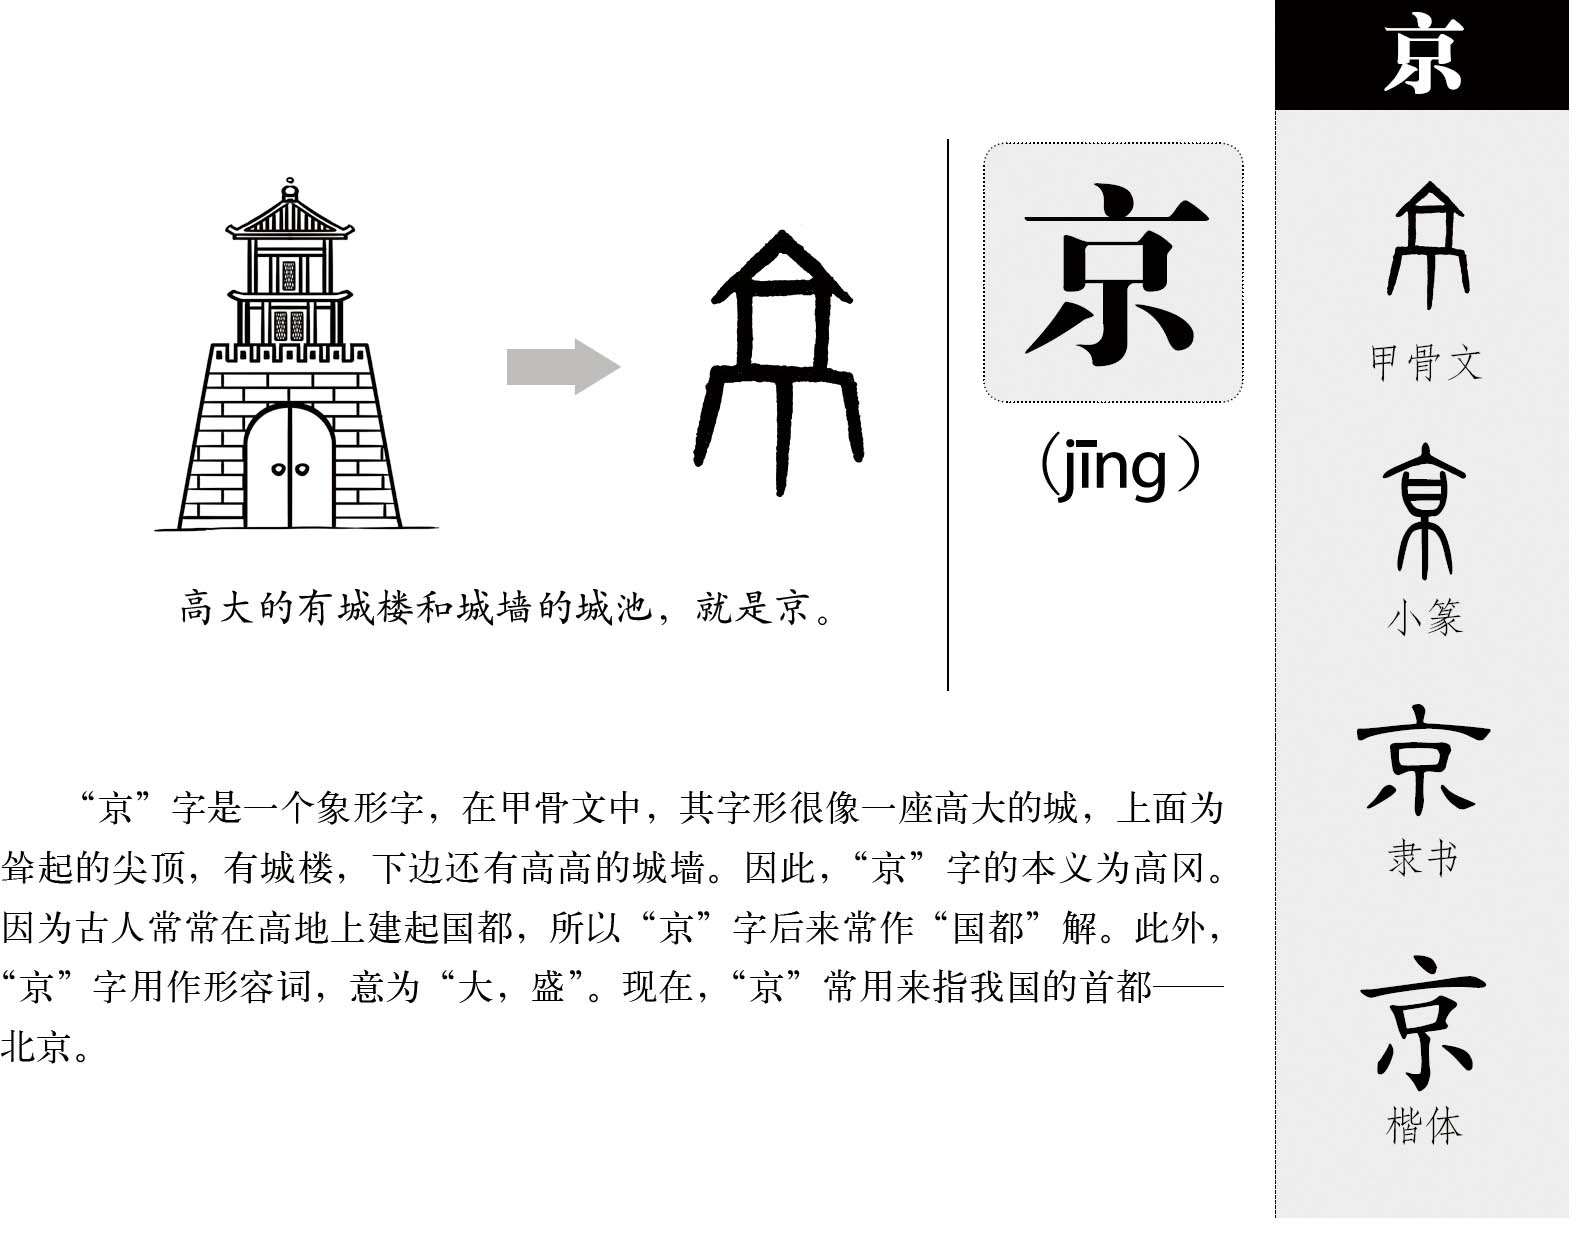 京
高大的有城楼和城墙的城池，就是京。
京
（jīng）
“京”字是一个象形字，在甲骨文中，其字形很像一座高大的城，上面为
耸起的尖顶，有城楼，下边还有高高的城墙。因此，“京”字的本义为高冈。
因为古人常常在高地上建起国都，所以“京”字后来常作“国都”解。此外，
“京”字用作形容词，意为“大，盛”。现在，“京”常用来指我国的首都——
北京。
京
甲骨文
京
小篆
京
隶书
京
楷体
京